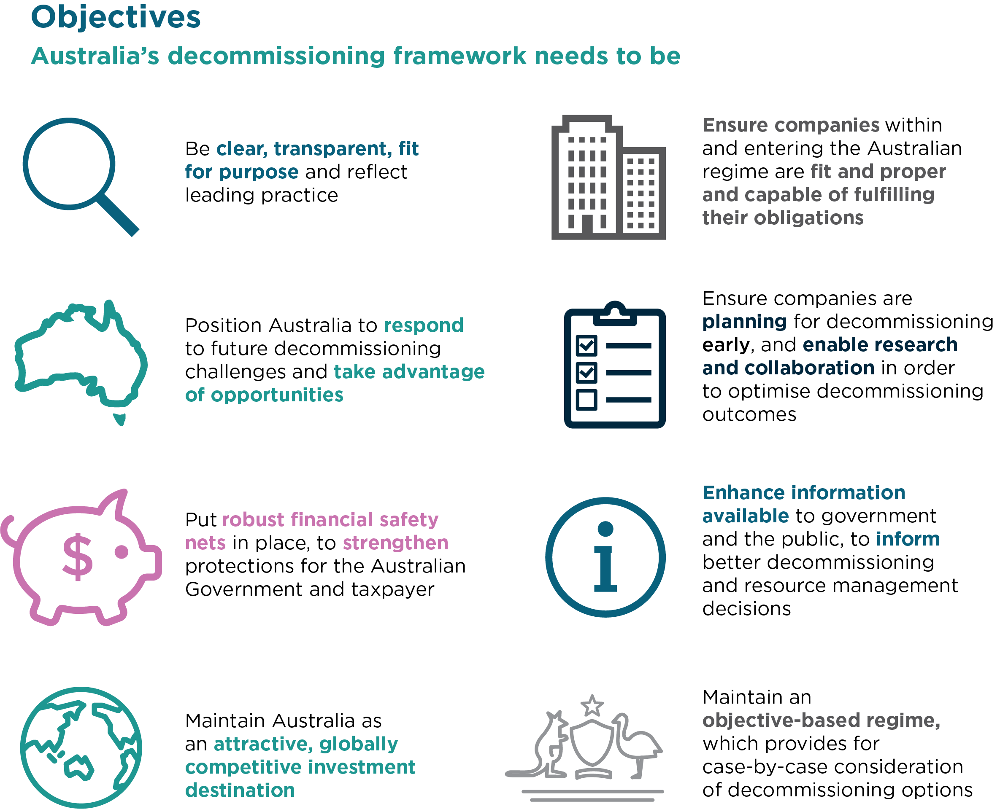 Objectives
Australia's decommissioning framework needs to be
Be clear, transparent, fit
for purpose and reflect
leading practice
Ensure companies within
and entering the Australian
regime are fit and proper
and capable of fulfilling
their obligations
Position Australia to respond
to future decommissioning
challenges and take advantage
of opportunities
Ensure companies are
planning for decommissioning
early, and enable research
and collaboration in order
to optimise decommissioning
outcomes
$
Put robust financial safety
nets in place, to strengthen
protections for the Australian
Government and taxpayer
i
Enhance information
available to government
and the public, to inform
better decommissioning
and resource management
decisions
Maintain Australia as
an attractive, globally
competitive investment
destination
Maintain an
objective-based regime,
which provides for
case-by-case consideration
of decommissioning options